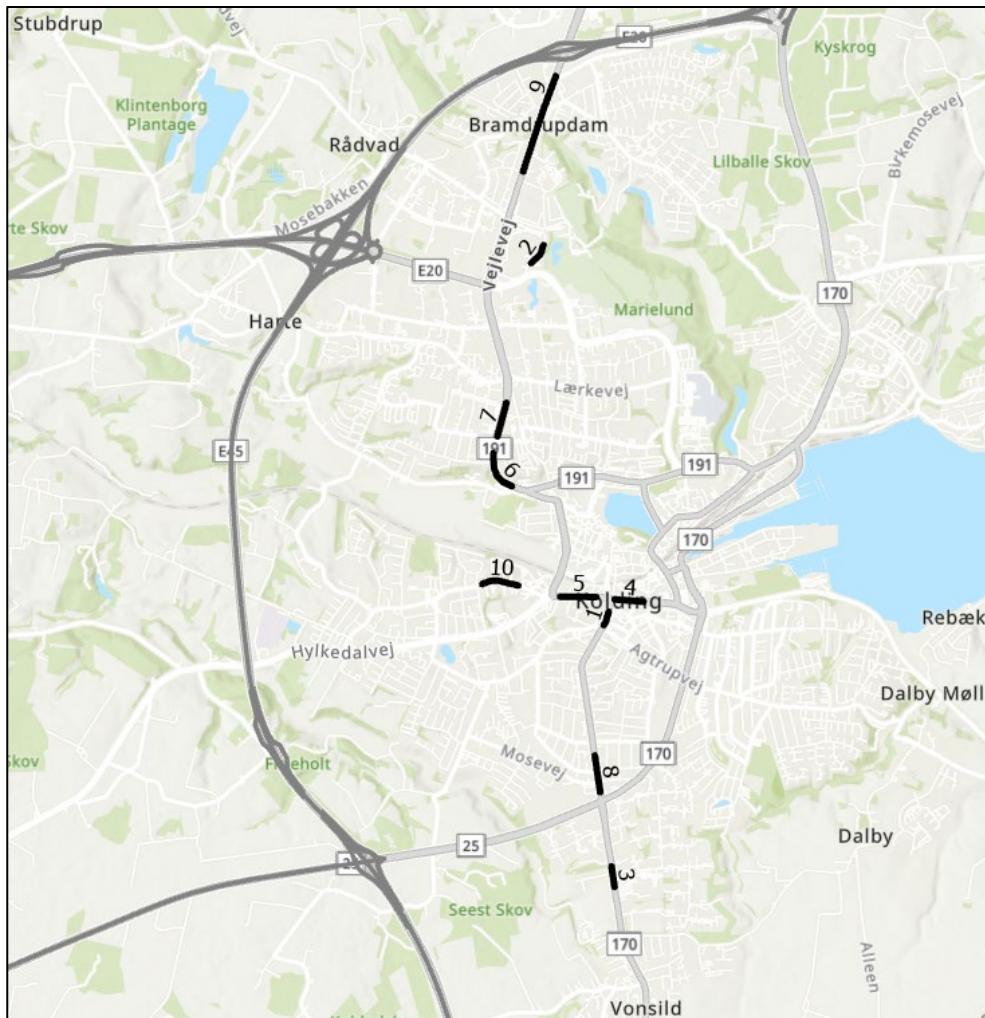 Stubdrup
E20
Kyskrog
Klintenborg
Plantage
9
Bramdrupdam
Rådvad
Lilballe Skov
Birkemosevej
Mosebakken
rte Skov
Vejlevej
2
E20
170
Marielund
Harte
Lærkevej
7
191
E45
6
191
191
170
10
5
4
Kolding
1
Rebæk
Hylkedalvej
Agtrupvej
Dalby Møll
170
Mosevej
8
Skov
Dalby
25
3
Seest Skov
170
Alleen
Vonsild